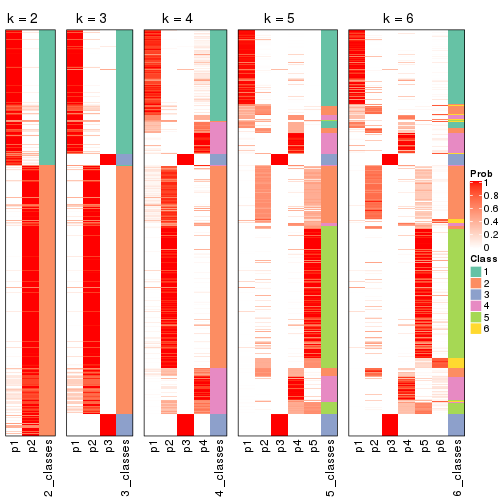 k = 2
k = 3
k = 4
k = 5
k = 6
p1
p2
2_classes
p1
p2
p3
3_classes
p1
p2
p3
p4
4_classes
p1
p2
p3
p4
p5
5_classes
p1
p2
p3
p4
p5
p6
6_classes
Prob
1
0.8
0.6
0.4
0.2
0
Class
1
2
3
4
5
6